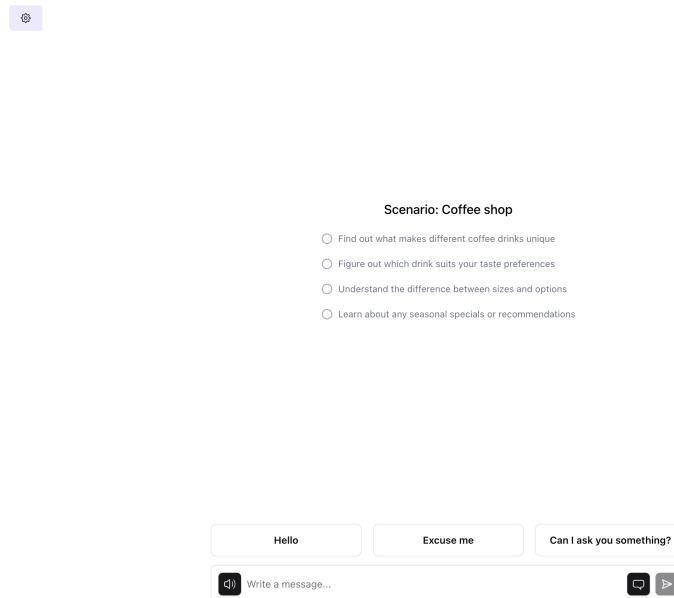 Scenario: Coffee shop
Find out what makes different coffee drinks unique
Figure out which drink suits your taste preferences
Understand the difference between sizes and options
Learn about any seasonal specials or recommendations
Hello
Excuse me
Can I ask you something?
Write a message...